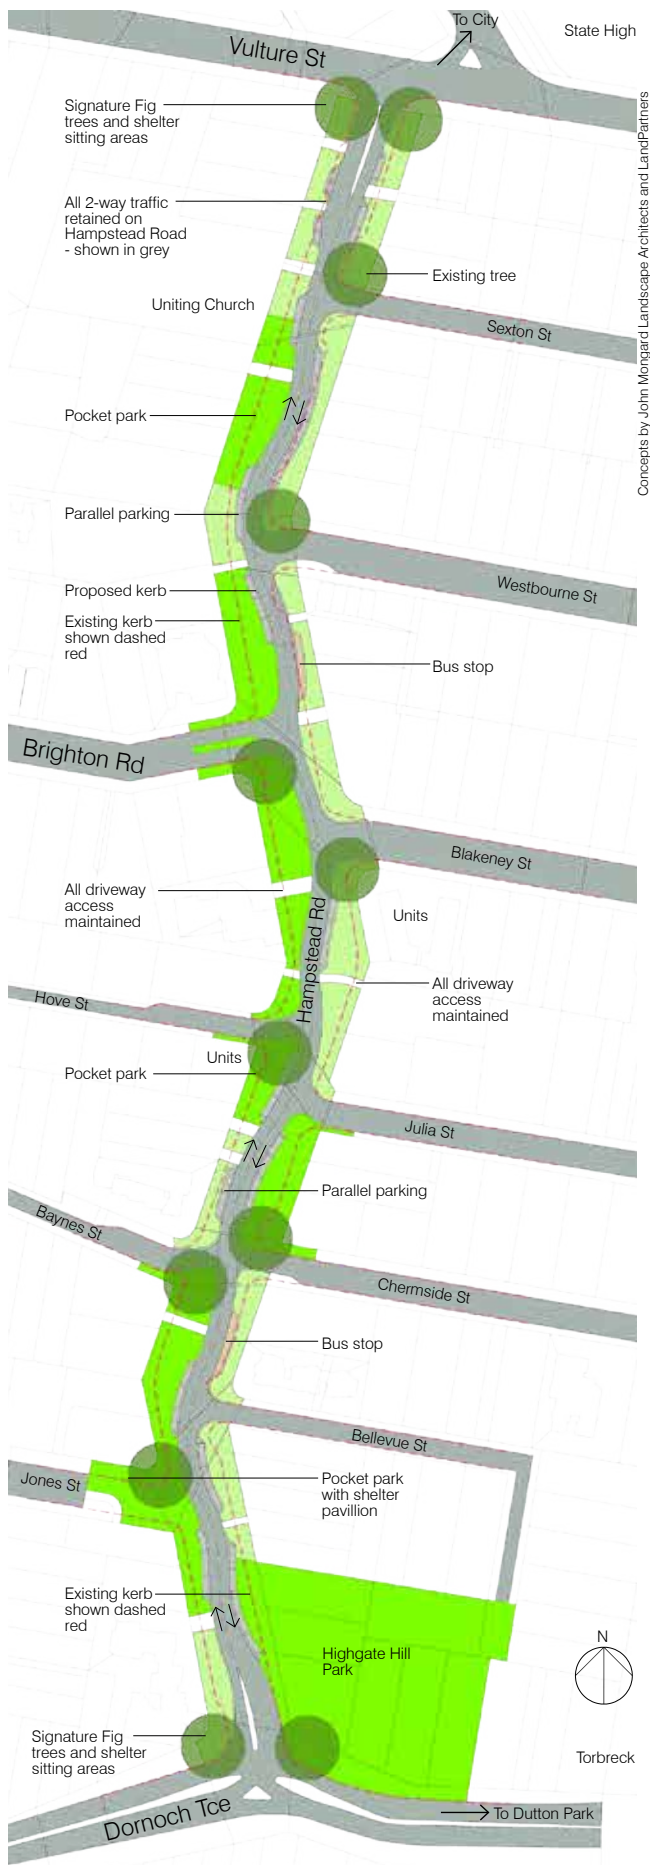 To City
State High
Vulture St
Signature Fig
trees and shelter
sitting areas
Concepts by John Mongard Landscape Architects and LandPartners
All 2-way traffic
retained on
Hampstead Road
- shown in grey
Existing tree
Uniting Church
Sexton St
Pocket park
Parallel parking
Westbourne St
Proposed kerb
Existing kerb
shown dashed
red
Bus stop
Brighton Rd
Blakeney St
All driveway
access
maintained
Units
Hampstead Rd
All driveway
access
maintained
Hove St
Units
Pocket park
Julia St
Parallel parking
Baynes St
Chermside St
Bus stop
Bellevue St
Jones St
Pocket park
with shelter
pavillion
Existing kerb
shown dashed
red
Highgate Hill
Park
N
Signature Fig
trees and shelter
sitting areas
Torbreck
Dornoch Tce
To Dutton Park